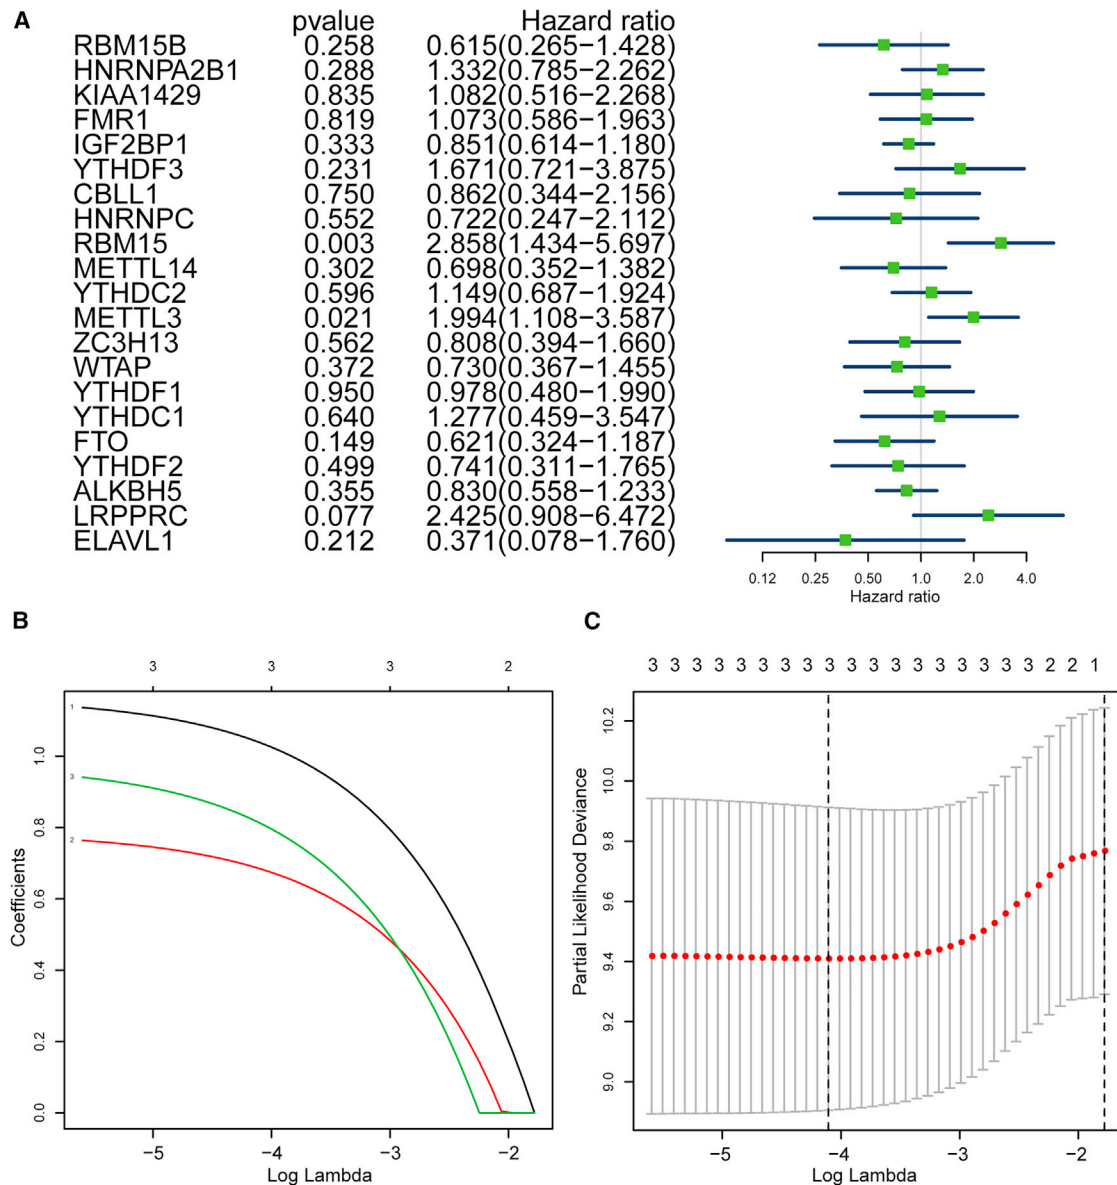 A
pvalue Hazard ratio
RBM15B 0.258 0.615(0.265−1.428)
HNRNPA2B1 0.288 1.332(0.785−2.262)
KIAA1429 0.835 1.082(0.516−2.268)
FMR1 0.819 1.073(0.586−1.963)
IGF2BP1 0.333 0.851(0.614−1.180)
YTHDF3 0.231 1.671(0.721−3.875)
CBLL1 0.750 0.862(0.344−2.156)
HNRNPC 0.552 0.722(0.247−2.112)
RBM15 0.003 2.858(1.434−5.697)
METTL14 0.302 0.698(0.352−1.382)
YTHDC2 0.596 1.149(0.687−1.924)
METTL3 0.021 1.994(1.108−3.587)
ZC3H13 0.562 0.808(0.394−1.660)
WTAP 0.372 0.730(0.367−1.455)
YTHDF1 0.950 0.978(0.480−1.990)
YTHDC1 0.640 1.277(0.459−3.547)
FTO 0.149 0.621(0.324−1.187)
YTHDF2 0.499 0.741(0.311−1.765)
ALKBH5 0.355 0.830(0.558−1.233)
LRPPRC 0.077 2.425(0.908−6.472)
ELAVL1 0.212 0.371(0.078−1.760)
0.12 0.25 0.50 1.0 2.0 4.0
Hazard ratio
B
3 3 3 2
1
3
2
1.0
0.8
0.6
0.4
0.2
0.0
Coefficients
−5 −4 −3 −2
Log Lambda
C
3 3 3 3 3 3 3 3 3 3 3 3 3 3 3 3 3 3 2 2 1
10.2
10.0
9.8
9.6
9.4
9.2
9.0
Partial Likelihood Deviance
−5 −4 −3 −2
Log Lambda